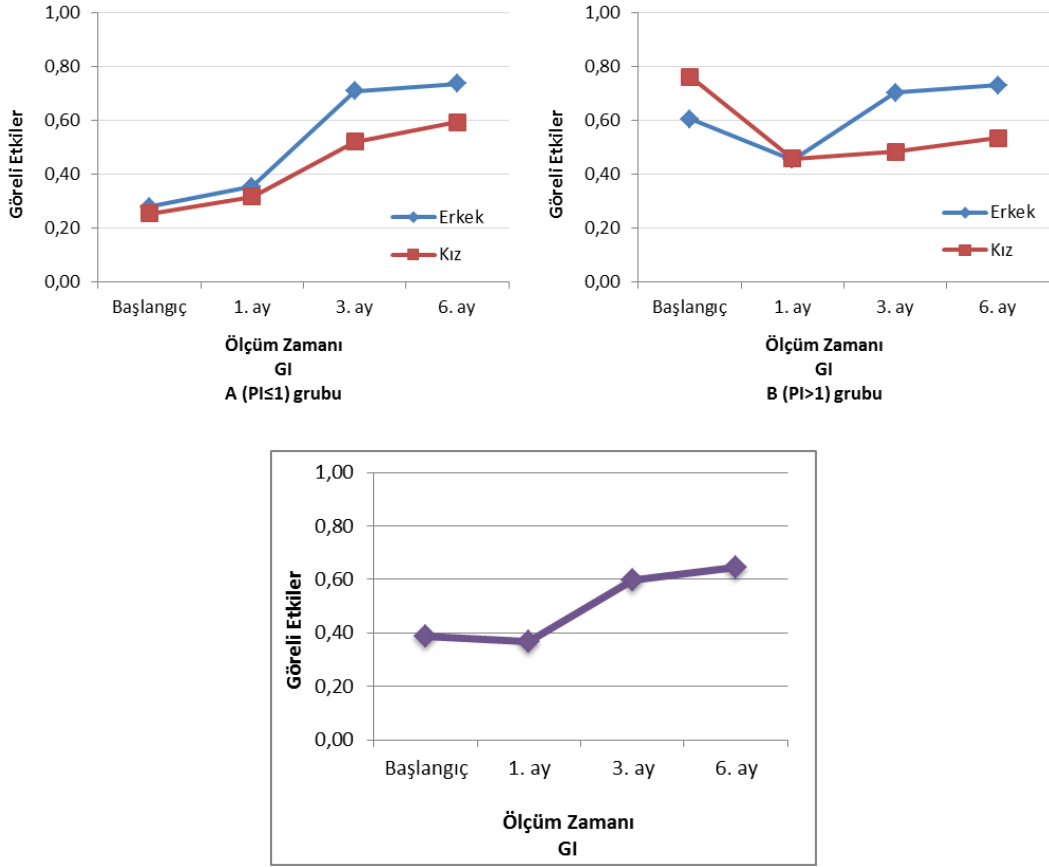 1,00
0,80
0,60
0,40
0,20
0,00
Göreli Etkiler
Erkek
Kız
Başlangıç 1. ay 3. ay 6. ay
Ölçüm Zamanı
GI
A (PI≤1) grubu
1,00
0,80
0,60
0,40
0,20
0,00
Göreli Etkiler
Erkek
Kız
Başlangıç 1. ay 3. ay 6. ay
Ölçüm Zamanı
GI
B (PI>1) grubu
1,00
0,80
0,60
0,40
0,20
0,00
Göreli Etkiler
Başlangıç 1. ay 3. ay 6. ay
Ölçüm Zamanı
GI